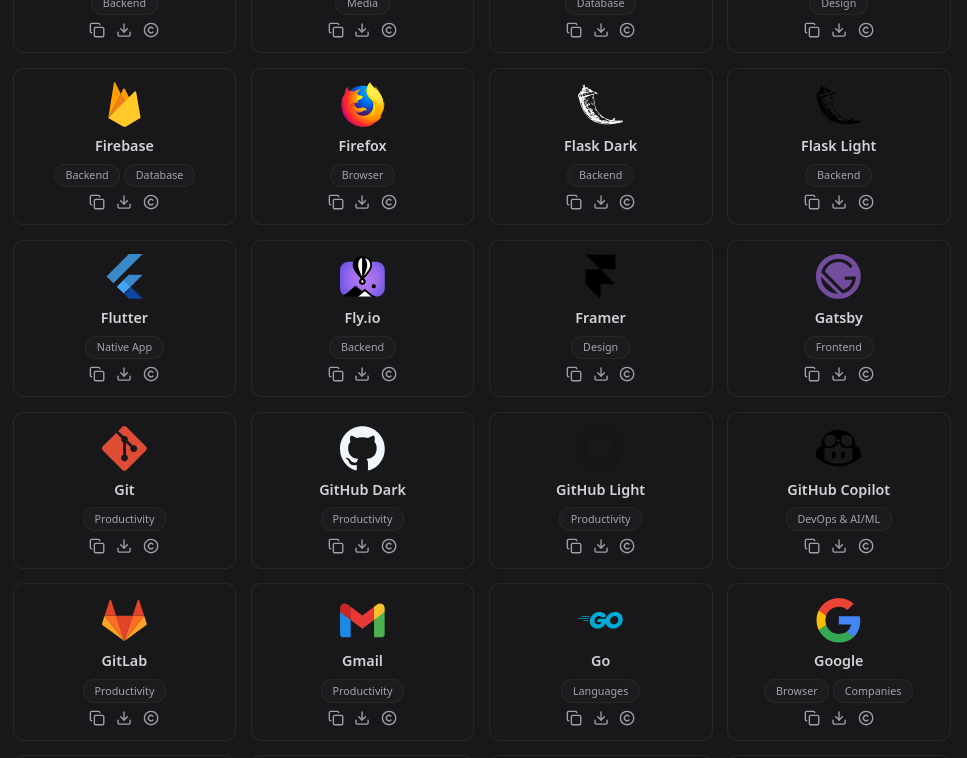 Backend
Media
Database
Design
Firebase
Firefox
Flask Dark
Flask Light
Backend Database
Browser
Backend
Backend
Flutter
Fly.io
Framer
Gatsby
Native App
Backend
Design
Frontend
Git
GitHub Dark
GitHub Light
GitHub Copilot
Productivity
Productivity
Productivity
DevOps & AI/ML
GitLab
Gmail
GO
Go
Google
Productivity
Productivity
Languages
Browser Companies